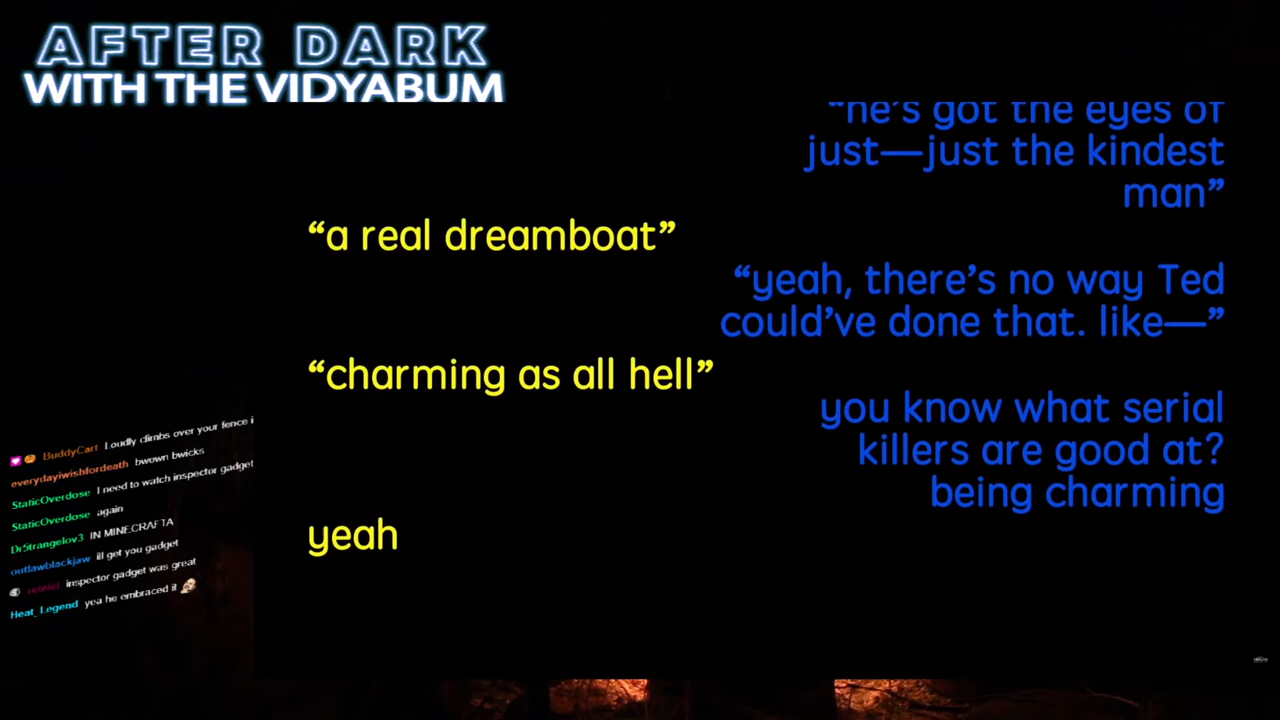 AFTER DARK
WITH THE VIDYABUM
“he’s got the eyes of
just—just the kindest
man”
“a real dreamboat”
“yeah, there’s no way Ted
could’ve done that. like—”
“charming as all hell”
you know what serial
killers are good at?
being charming
yeah
BuddyCart Loudly climbs over your fence i
everydayiwishfordeath bwown bwicks
StaticOverdose I need to watch inspector gadget
StaticOverdose again
Dr5trangelov3 IN MINECRAFTA
outlawblackjaw ill get you gadget
inspector gadget was great
Heat_Legend yea he embraced it